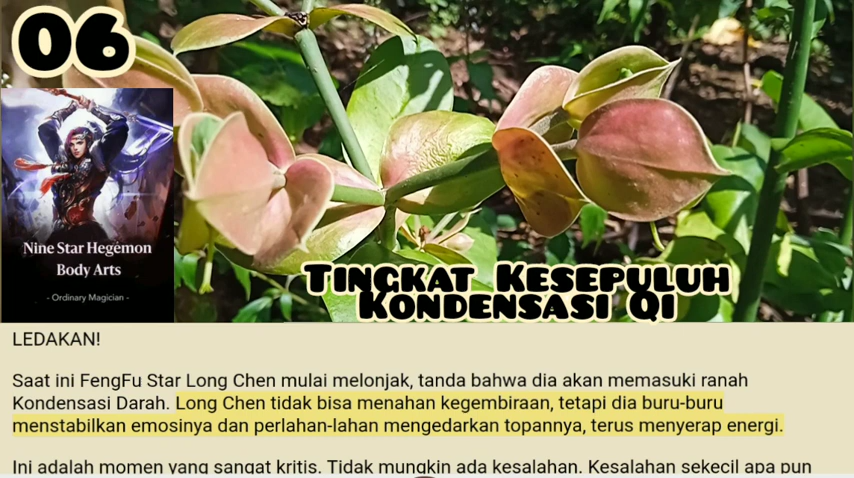 06
Nine Star Hegemon
Body Arts
- Ordinary Magician -
TINGKAT KESEPULUH
KONDENSASI QI
LEDAKAN!
Saat ini FengFu Star Long Chen mulai melonjak, tanda bahwa dia akan memasuki ranah
Kondensasi Darah. Long Chen tidak bisa menahan kegembiraan, tetapi dia buru-buru
menstabilkan emosinya dan perlahan-lahan mengedarkan topannya, terus menyerap energi.
Ini adalah momen yang sangat kritis. Tidak mungkin ada kesalahan. Kesalahan sekecil apa pun